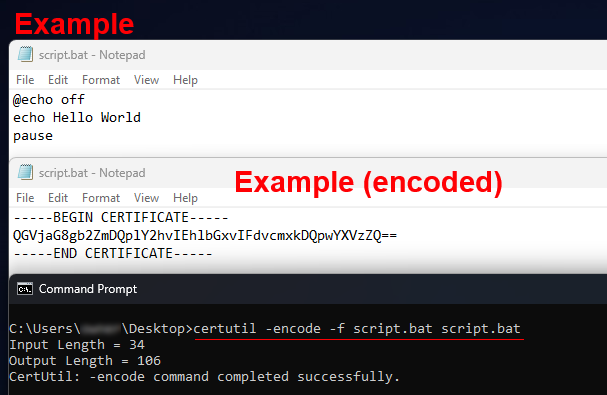 Example
script.bat - Notepad
File Edit Format View Help
@echo off
echo Hello World
pause
script.bat - Notepad
Example (encoded)
File Edit Format View Help
-----BEGIN CERTIFICATE-----
QGVjaG8gb2ZmDQplY2hvIEhlbGxvIFdvcmxkDQpwYXVzZQ==
-----END CERTIFICATE-----
Command Prompt
C:\Users\ \Desktop>certutil -encode -f script.bat script.bat
Input Length = 34
Output Length = 106
CertUtil: -encode command completed successfully.